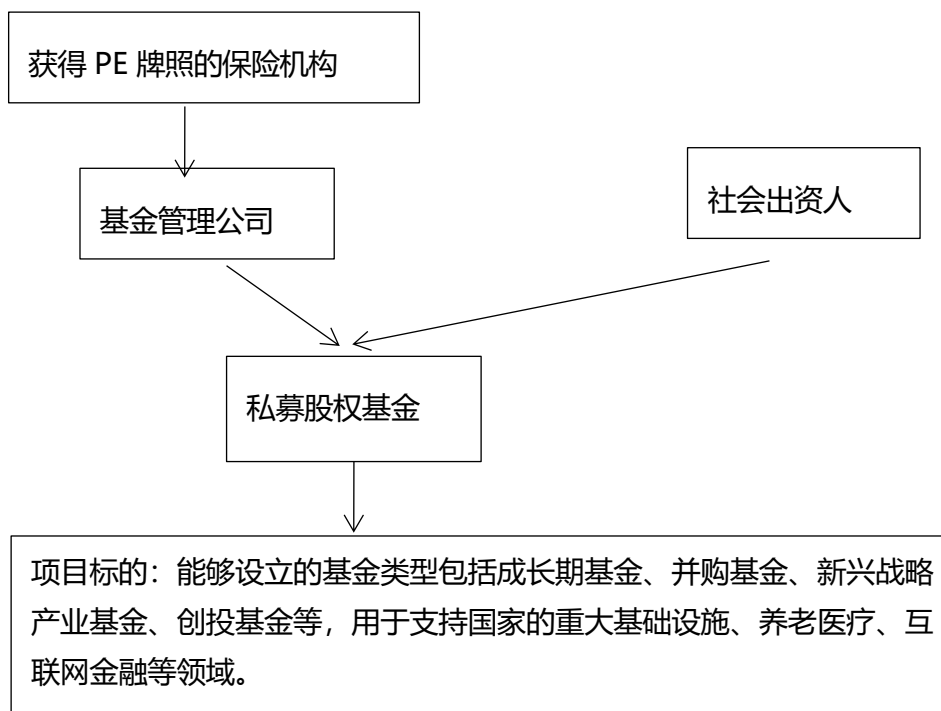 获得 PE 牌照的保险机构
基金管理公司
社会出资人
私募股权基金
项目标的：能够设立的基金类型包括成长期基金、并购基金、新兴战略
产业基金、创投基金等，用于支持国家的重大基础设施、养老医疗、互
联网金融等领域。